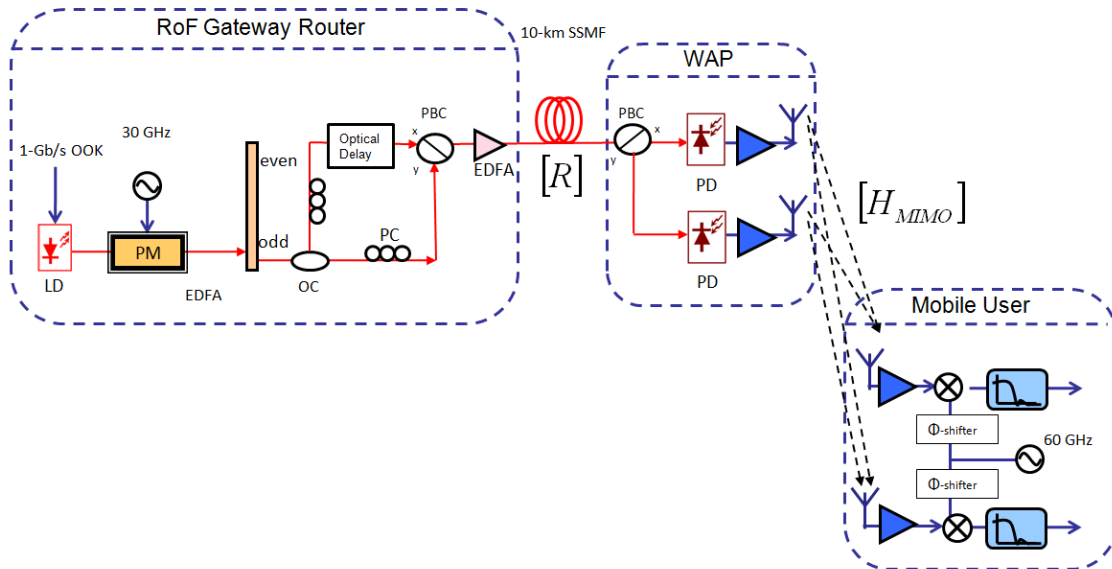 RoF Gateway Router
10-km SSMF
WAP
30 GHz
1-Gb/s OOK
even
Optical
Delay
x
PBC
y
EDFA
[R]
PBC
x
y
PD
[H_MIMO]
odd
PC
PM
LD
EDFA
OC
PD
Mobile User
Φ-shifter
60 GHz
Φ-shifter